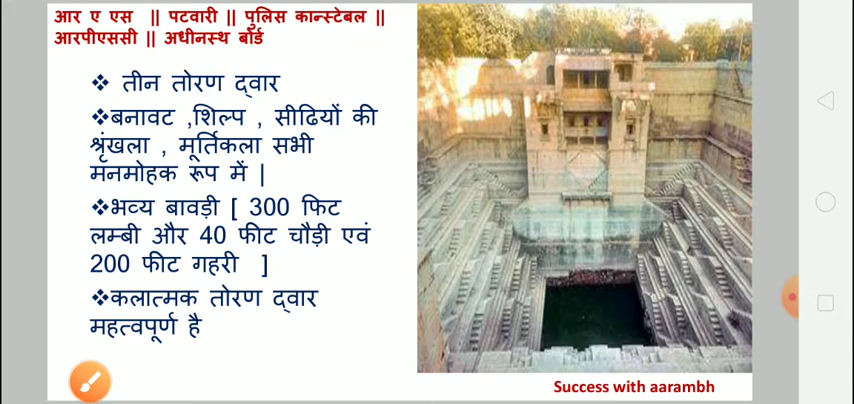 आर ए एस || पटवारी || पुलिस कान्स्टेबल ||
आरपीएससी || अधीनस्थ बोर्ड
❖ तीन तोरण द्वार
❖बनावट ,शिल्प , सीढियों की
श्रृंखला , मूर्तिकला सभी
मनमोहक रूप में |
❖भव्य बावड़ी [ 300 फिट
लम्बी और 40 फीट चौड़ी एवं
200 फीट गहरी ]
❖कलात्मक तोरण द्वार
महत्वपूर्ण है
Success with aarambh